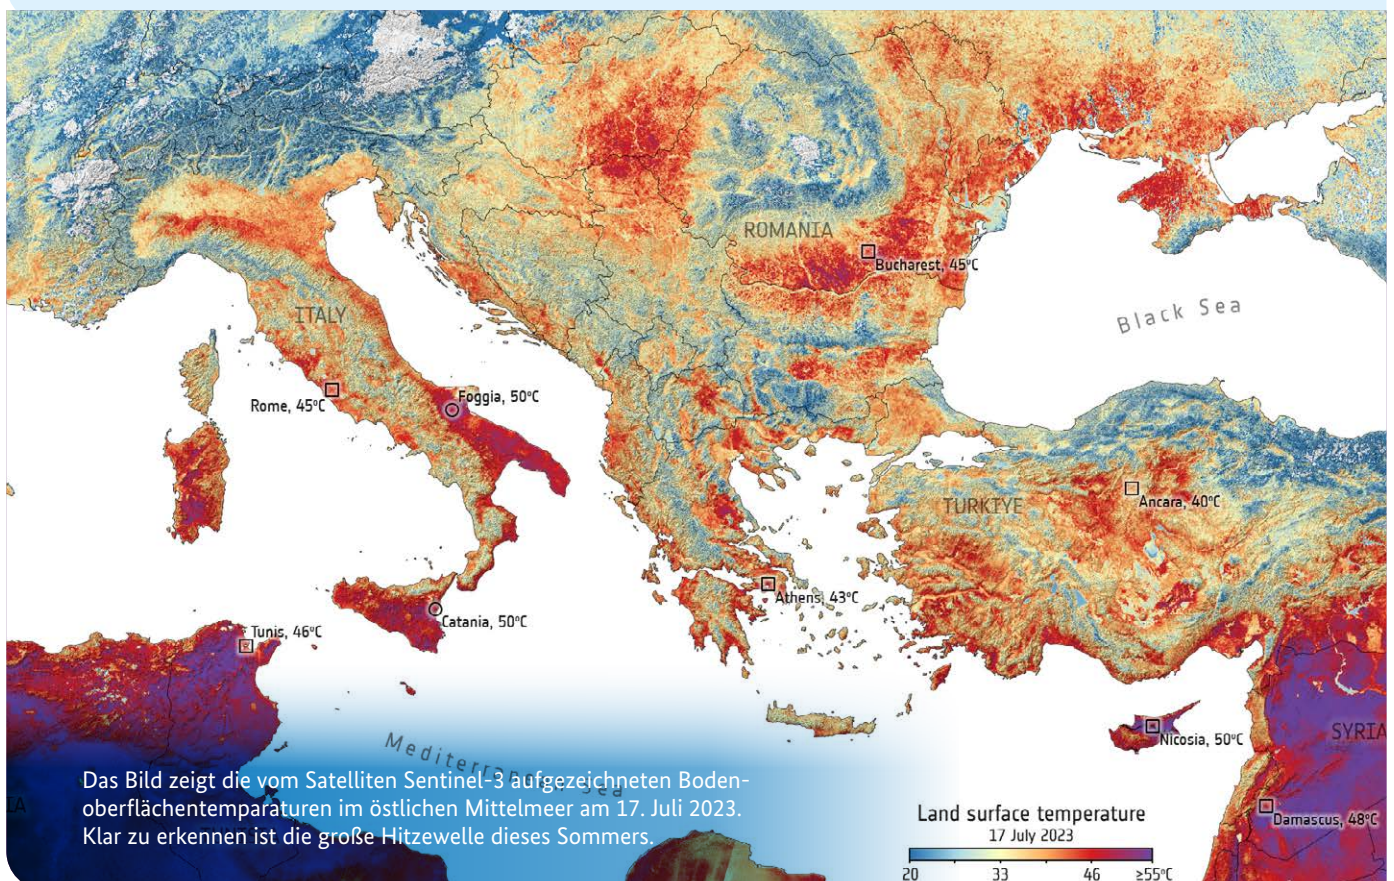 ROMANIA
Bucharest, 45°C
Black Sea
ITALY
Rome, 45°C
Foggia, 50°C
TÜRKIYE
Ancara, 40°C
Athens, 43°C
Catania, 50°C
Tunis, 46°C
Nicosia, 50°C
SYRIA
Damascus, 48°C
Mediterranean Sea
Das Bild zeigt die vom Satelliten Sentinel-3 aufgezeichneten Boden-
oberflächentemparaturen im östlichen Mittelmeer am 17. Juli 2023.
Klar zu erkennen ist die große Hitzewelle dieses Sommers.
Land surface temperature
17 July 2023
20 33 46 ≥55°C